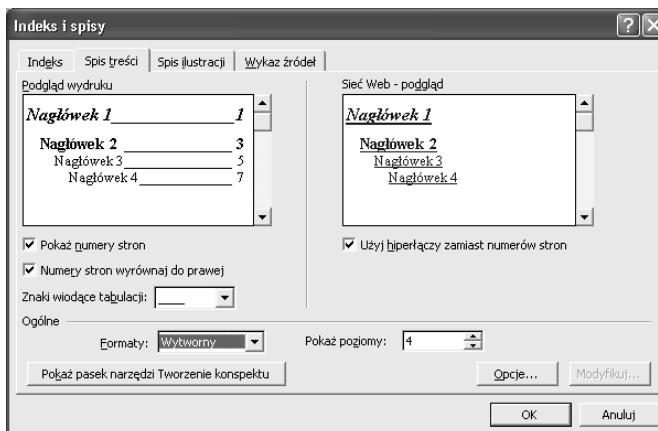 Indeks i spisy
Indeks Spis treści Spis ilustracji Wykaz źródeł
Podgląd wydruku
Nagłówek 1 1
Nagłówek 2 3
Nagłówek 3 5
Nagłówek 4 7
Sieć Web - podgląd
Nagłówek 1
Nagłówek 2
Nagłówek 3
Nagłówek 4
Pokaż numery stron
Numery stron wyrównaj do prawej
Znaki wiodące tabulacji: ____
Użyj hiperłączy zamiast numerów stron
Ogólne
Formaty: Wytworny Pokaż poziomy: 4
Pokaż pasek narzędzi Tworzenie konspektu Opcje... Modyfikuj...
OK Anuluj